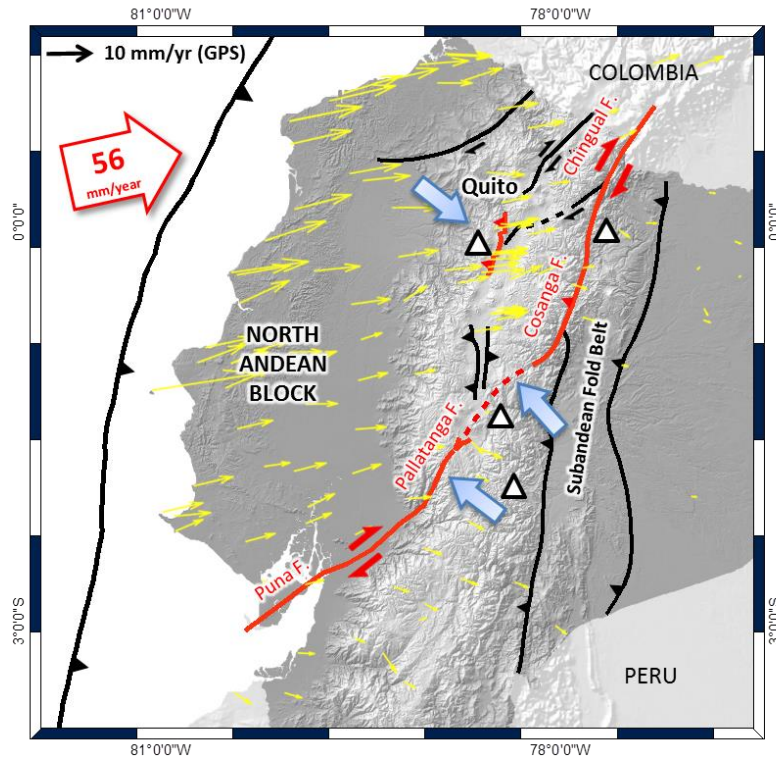 81°0'0"W
78°0'0"W
10 mm/yr (GPS)
COLOMBIA
56
mm/year
Chingual F.
Quito
0°0'0"
0°0'0"
Cosanga F.
NORTH
ANDEAN
BLOCK
Subandean Fold Belt
Pallatanga F.
Puna F.
3°0'0"S
3°0'0"S
PERU
81°0'0"W
78°0'0"W